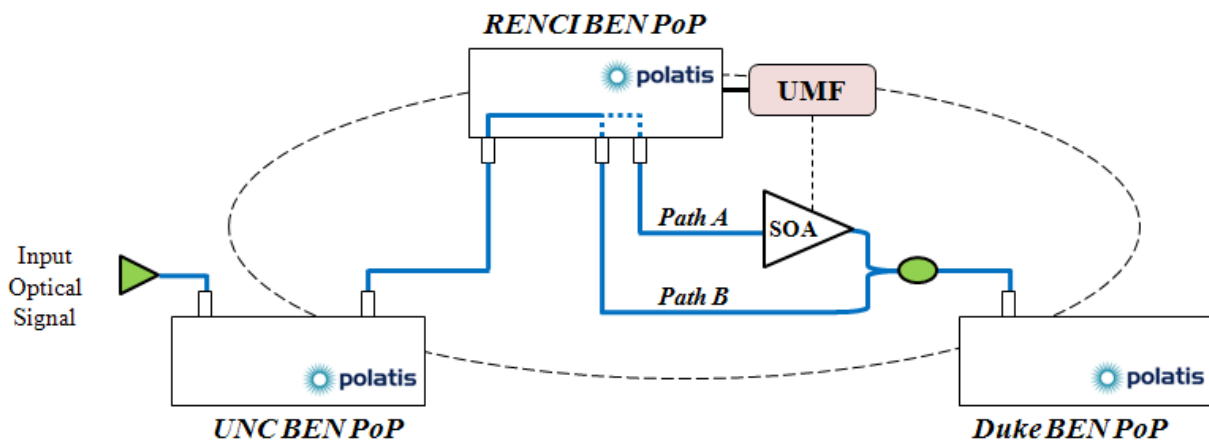 RENCI BEN PoP
polatis
UMF
Path A
SOA
Input
Optical
Signal
Path B
polatis
polatis
UNC BEN PoP
Duke BEN PoP